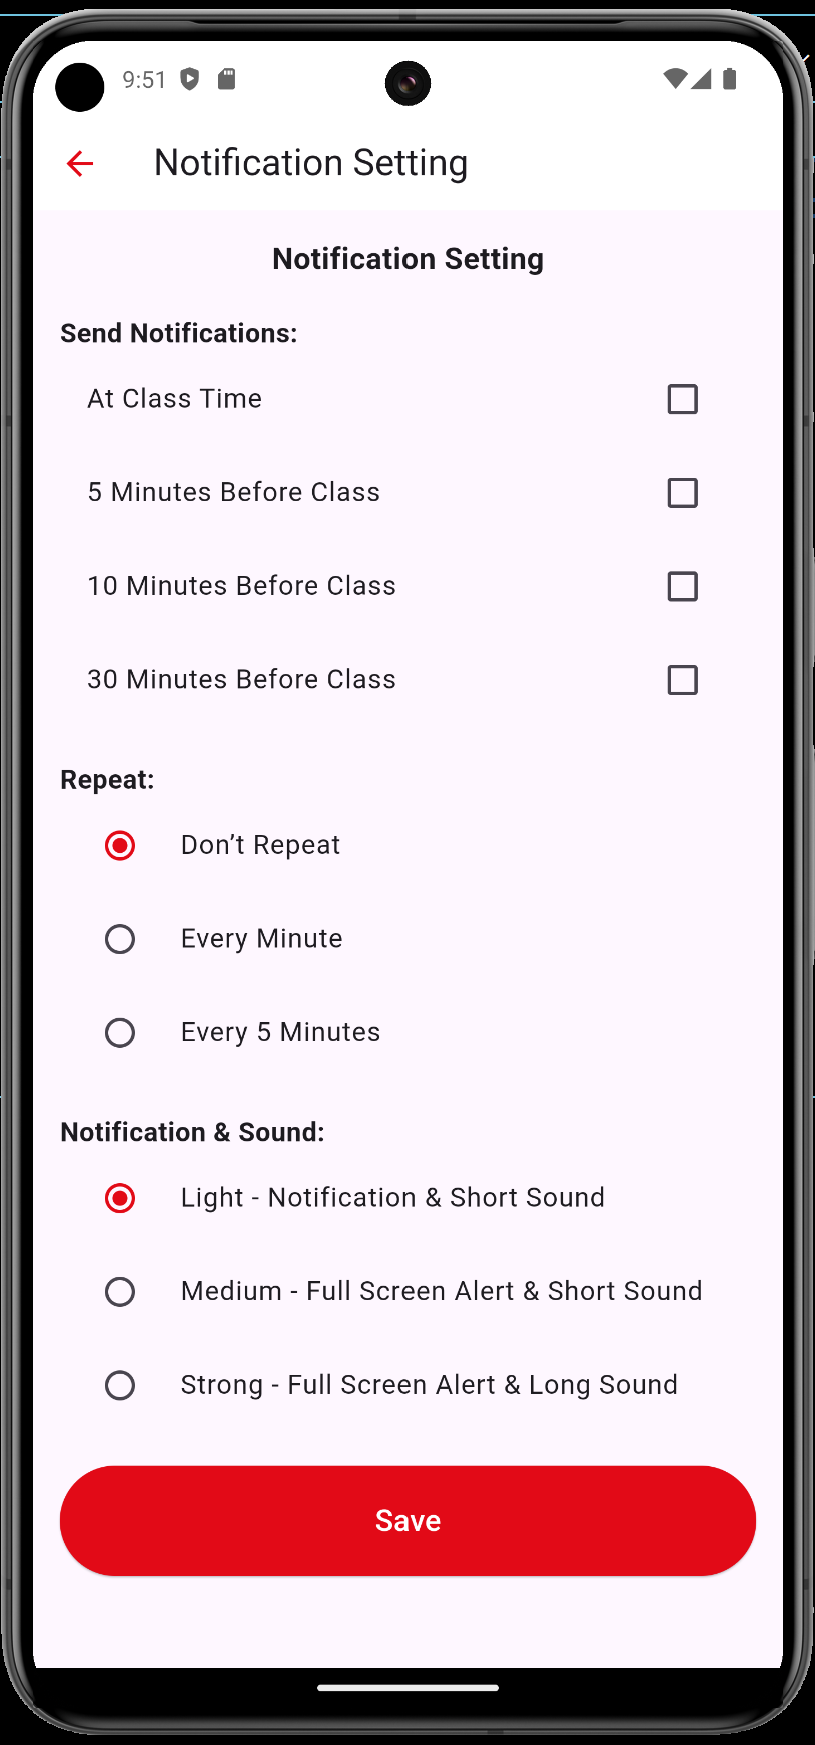 9:51
Notification Setting
Notification Setting
Send Notifications:
At Class Time
5 Minutes Before Class
10 Minutes Before Class
30 Minutes Before Class
Repeat:
Don’t Repeat
Every Minute
Every 5 Minutes
Notification & Sound:
Light - Notification & Short Sound
Medium - Full Screen Alert & Short Sound
Strong - Full Screen Alert & Long Sound
Save